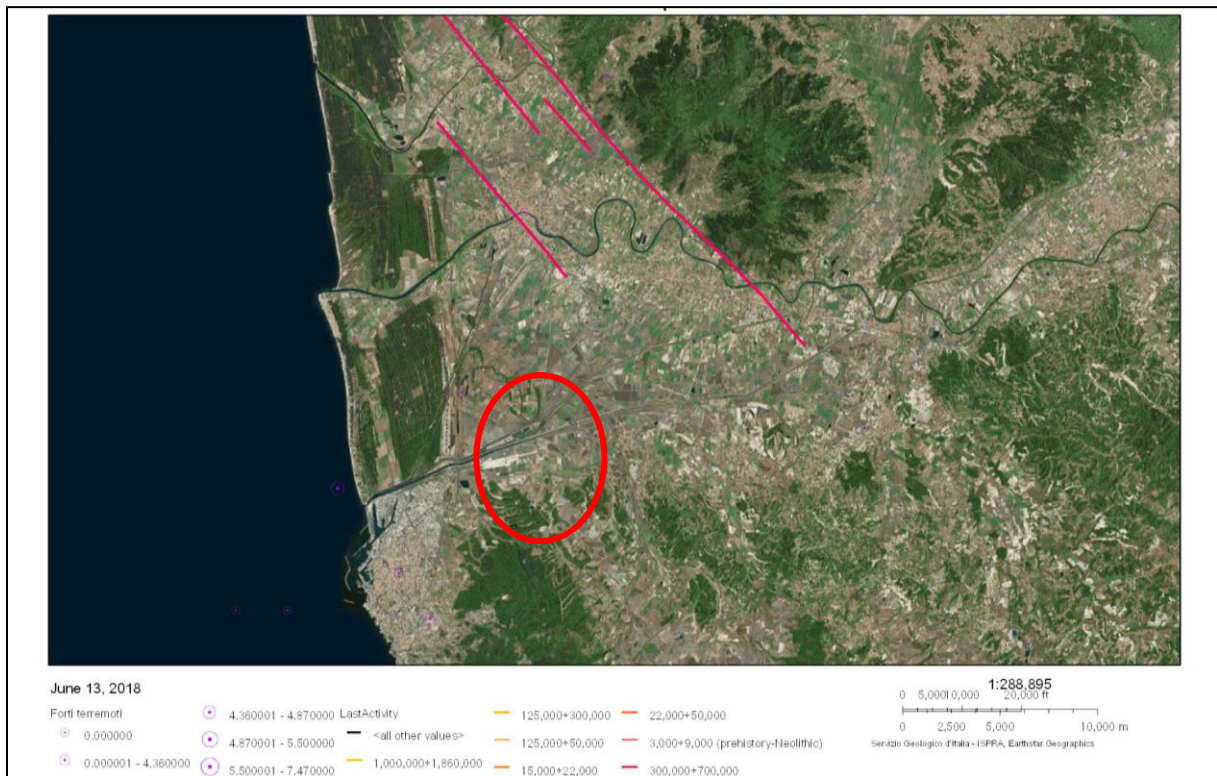 June 13, 2018
Forti terremoti
0.000000
0.000001 - 4.360000
4.360001 - 4.870000
4.870001 - 5.500000
5.500001 - 7.470000
LastActivity
<all other values>
1,000,000÷1,860,000
125,000÷300,000
125,000÷50,000
15,000÷22,000
22,000÷50,000
3,000÷9,000 (prehistory-Neolithic)
300,000÷700,000
1:288,895
0 5,00010,000 20,000 ft
0 2,500 5,000 10,000 m
Servizio Geologico d'Italia - ISPRA, Earthstar Geographics